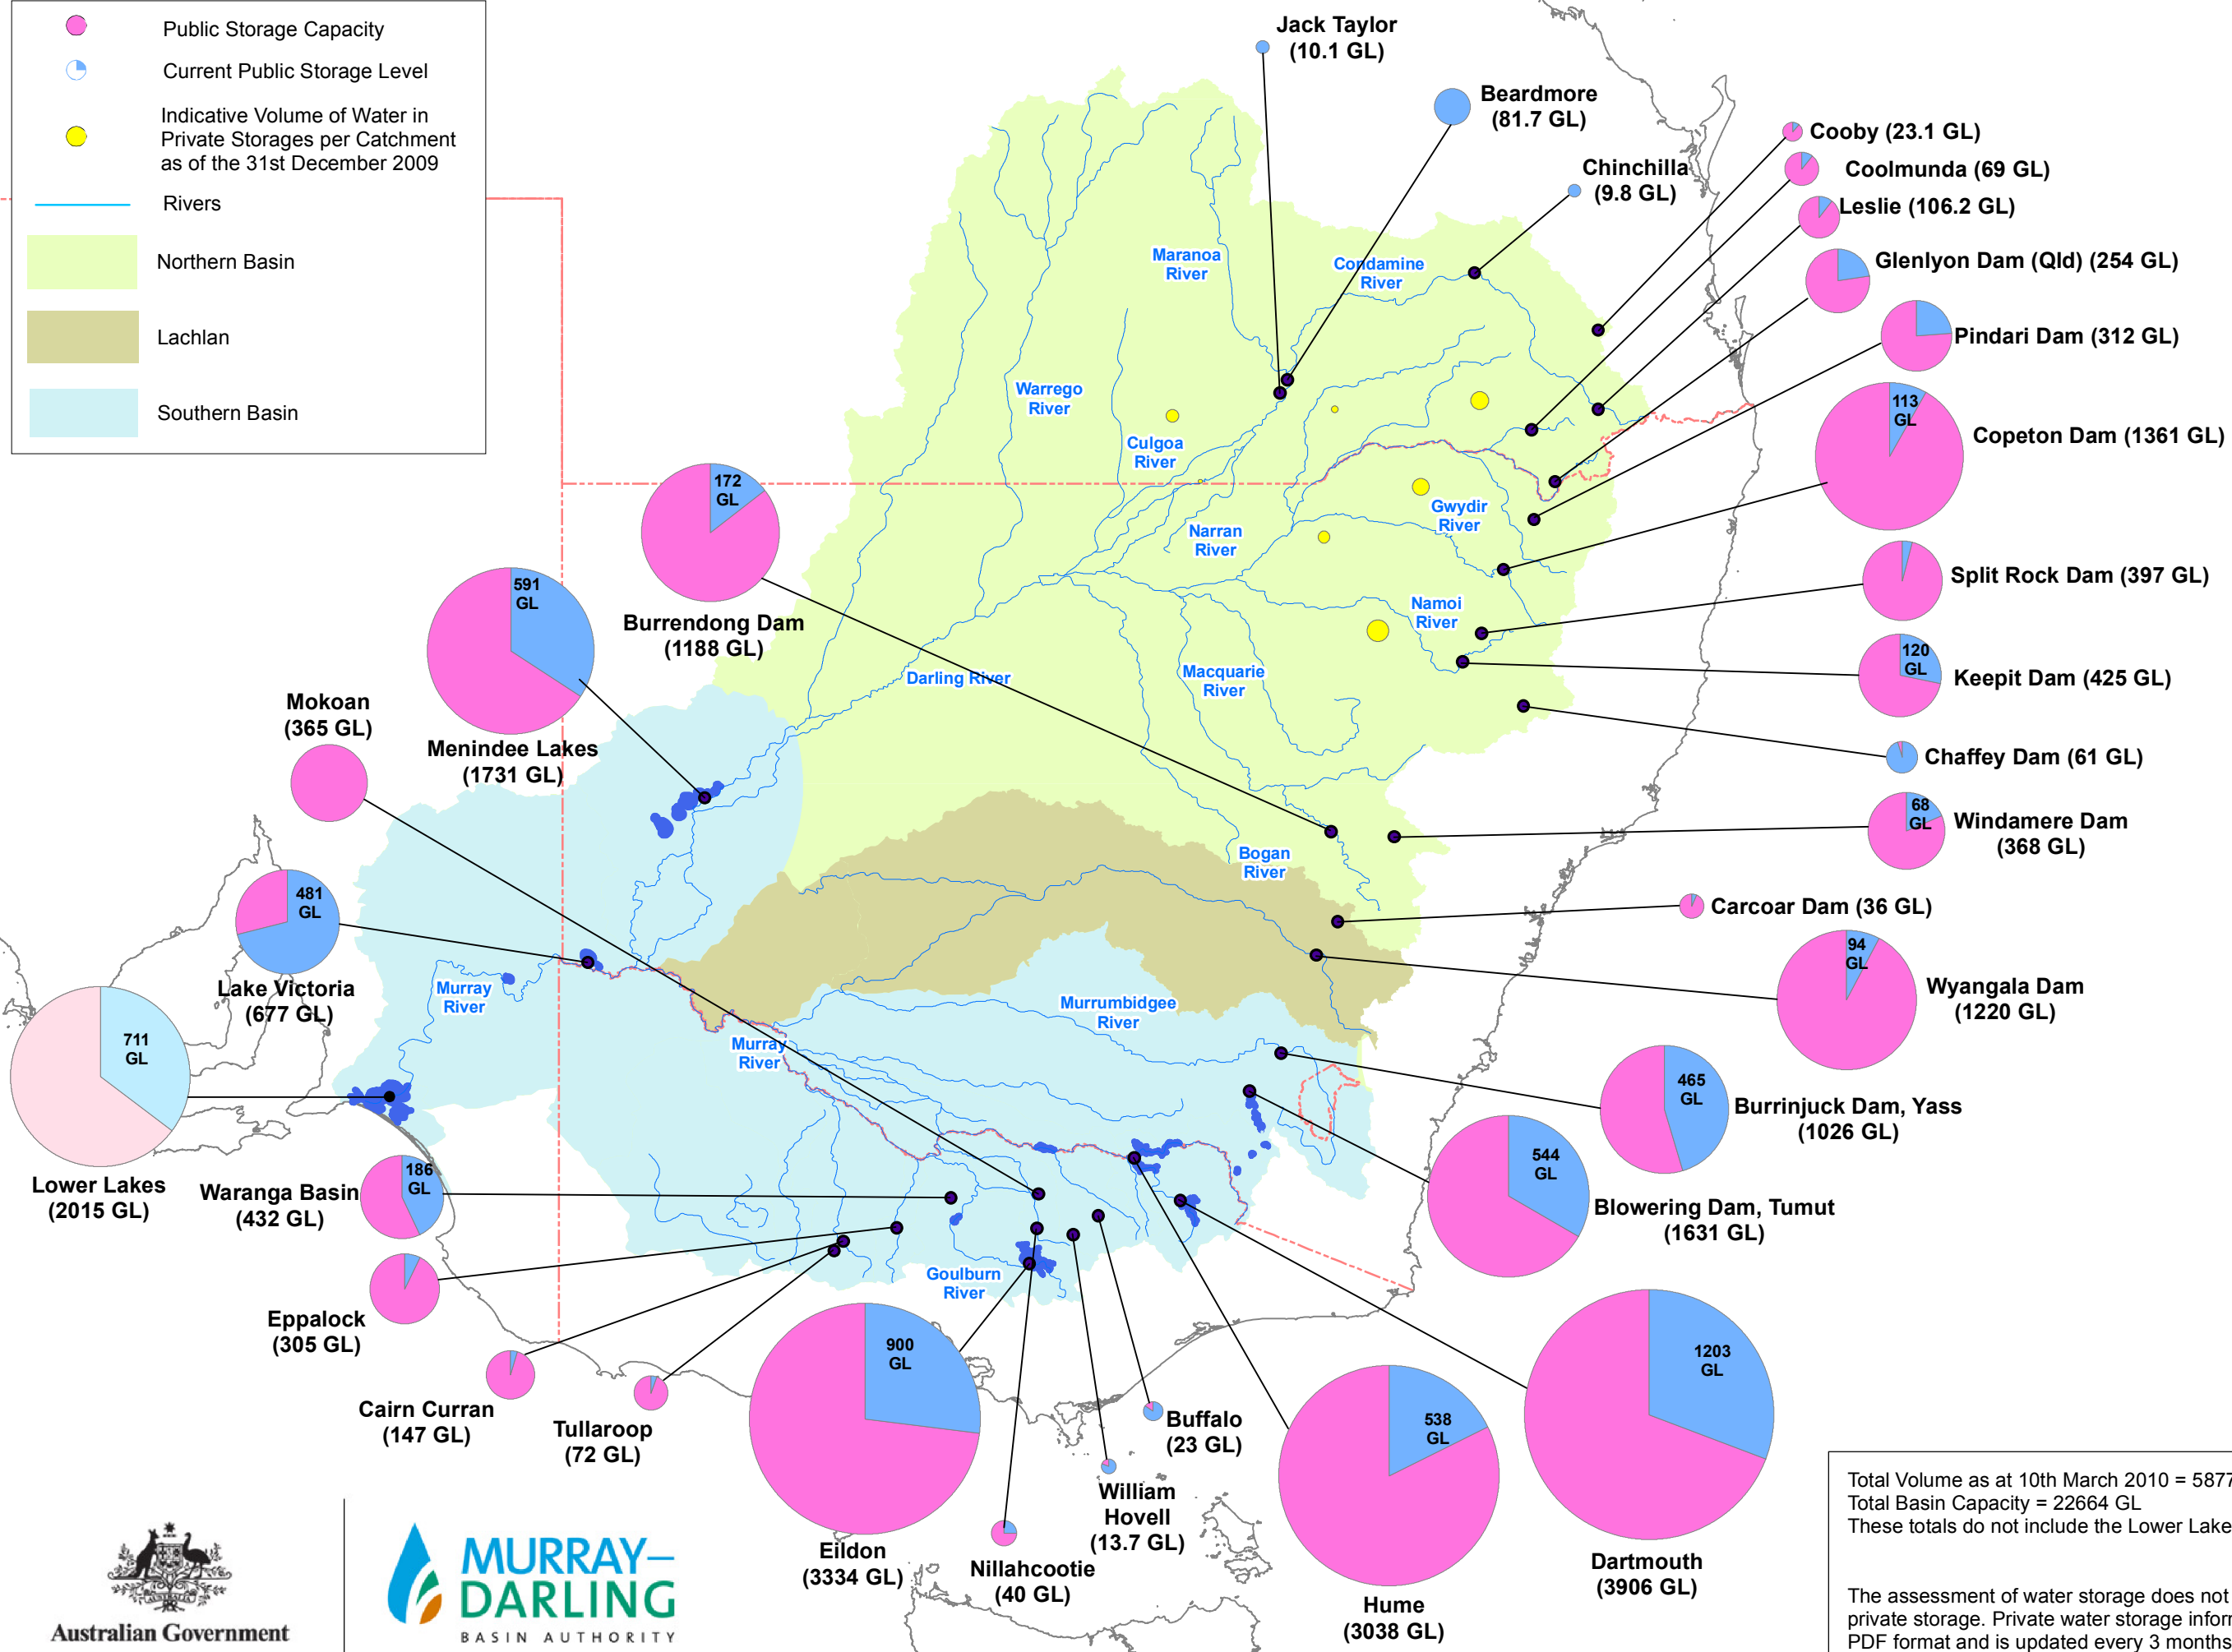 Public Storage Capacity
Current Public Storage Level
Indicative Volume of Water in
Private Storages per Catchment
as of the 31st December 2009
Rivers
Northern Basin
Lachlan
Southern Basin
Jack Taylor
(10.1 GL)
Beardmore
(81.7 GL)
Chinchilla
(9.8 GL)
Cooby (23.1 GL)
Coolmunda (69 GL)
Leslie (106.2 GL)
Glenlyon Dam (Qld) (254 GL)
Pindari Dam (312 GL)
113
GL
Copeton Dam (1361 GL)
Split Rock Dam (397 GL)
120
GL
Keepit Dam (425 GL)
Chaffey Dam (61 GL)
68
GL
Windamere Dam
(368 GL)
Carcoar Dam (36 GL)
94
GL
Wyangala Dam
(1220 GL)
465
GL
Burrinjuck Dam, Yass
(1026 GL)
544
GL
Blowering Dam, Tumut
(1631 GL)
1203
GL
Dartmouth
(3906 GL)
538
GL
Hume
(3038 GL)
Buffalo
(23 GL)
William
Hovell
(13.7 GL)
Nillahcootie
(40 GL)
900
GL
Eildon
(3334 GL)
Tullaroop
(72 GL)
Cairn Curran
(147 GL)
Eppalock
(305 GL)
186
GL
Waranga Basin
(432 GL)
711
GL
Lower Lakes
(2015 GL)
481
GL
Lake Victoria
(677 GL)
Mokoan
(365 GL)
591
GL
Menindee Lakes
(1731 GL)
172
GL
Burrendong Dam
(1188 GL)
Maranoa
River
Condamine
River
Warrego
River
Culgoa
River
Narran
River
Gwydir
River
Namoi
River
Macquarie
River
Darling River
Bogan
River
Murray
River
Murrumbidgee
River
Murray
River
Goulburn
River
Australian Government
MURRAY–
DARLING
BASIN AUTHORITY
Total Volume as at 10th March 2010 = 5877
Total Basin Capacity = 22664 GL
These totals do not include the Lower Lake
The assessment of water storage does not
private storage. Private water storage infor
PDF format and is updated every 3 months